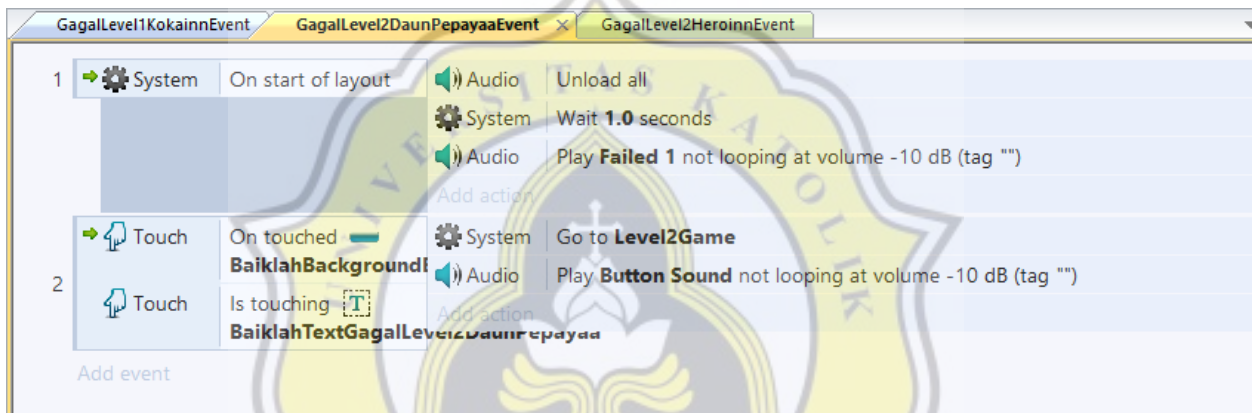 GagalLevel1KokainnEvent GagalLevel2DaunPepayaaEvent GagalLevel2HeroinnEvent
1 System On start of layout Audio Unload all
System Wait 1.0 seconds
Audio Play Failed 1 not looping at volume -10 dB (tag "")
Add action
2 Touch On touched System Go to Level2Game
BaiklahBackground Audio Play Button Sound not looping at volume -10 dB (tag "")
Touch Is touching T Add action
BaiklahTextGagalLevel2DaunPepayaa
Add event
UNIVERSITAS KATOLIK